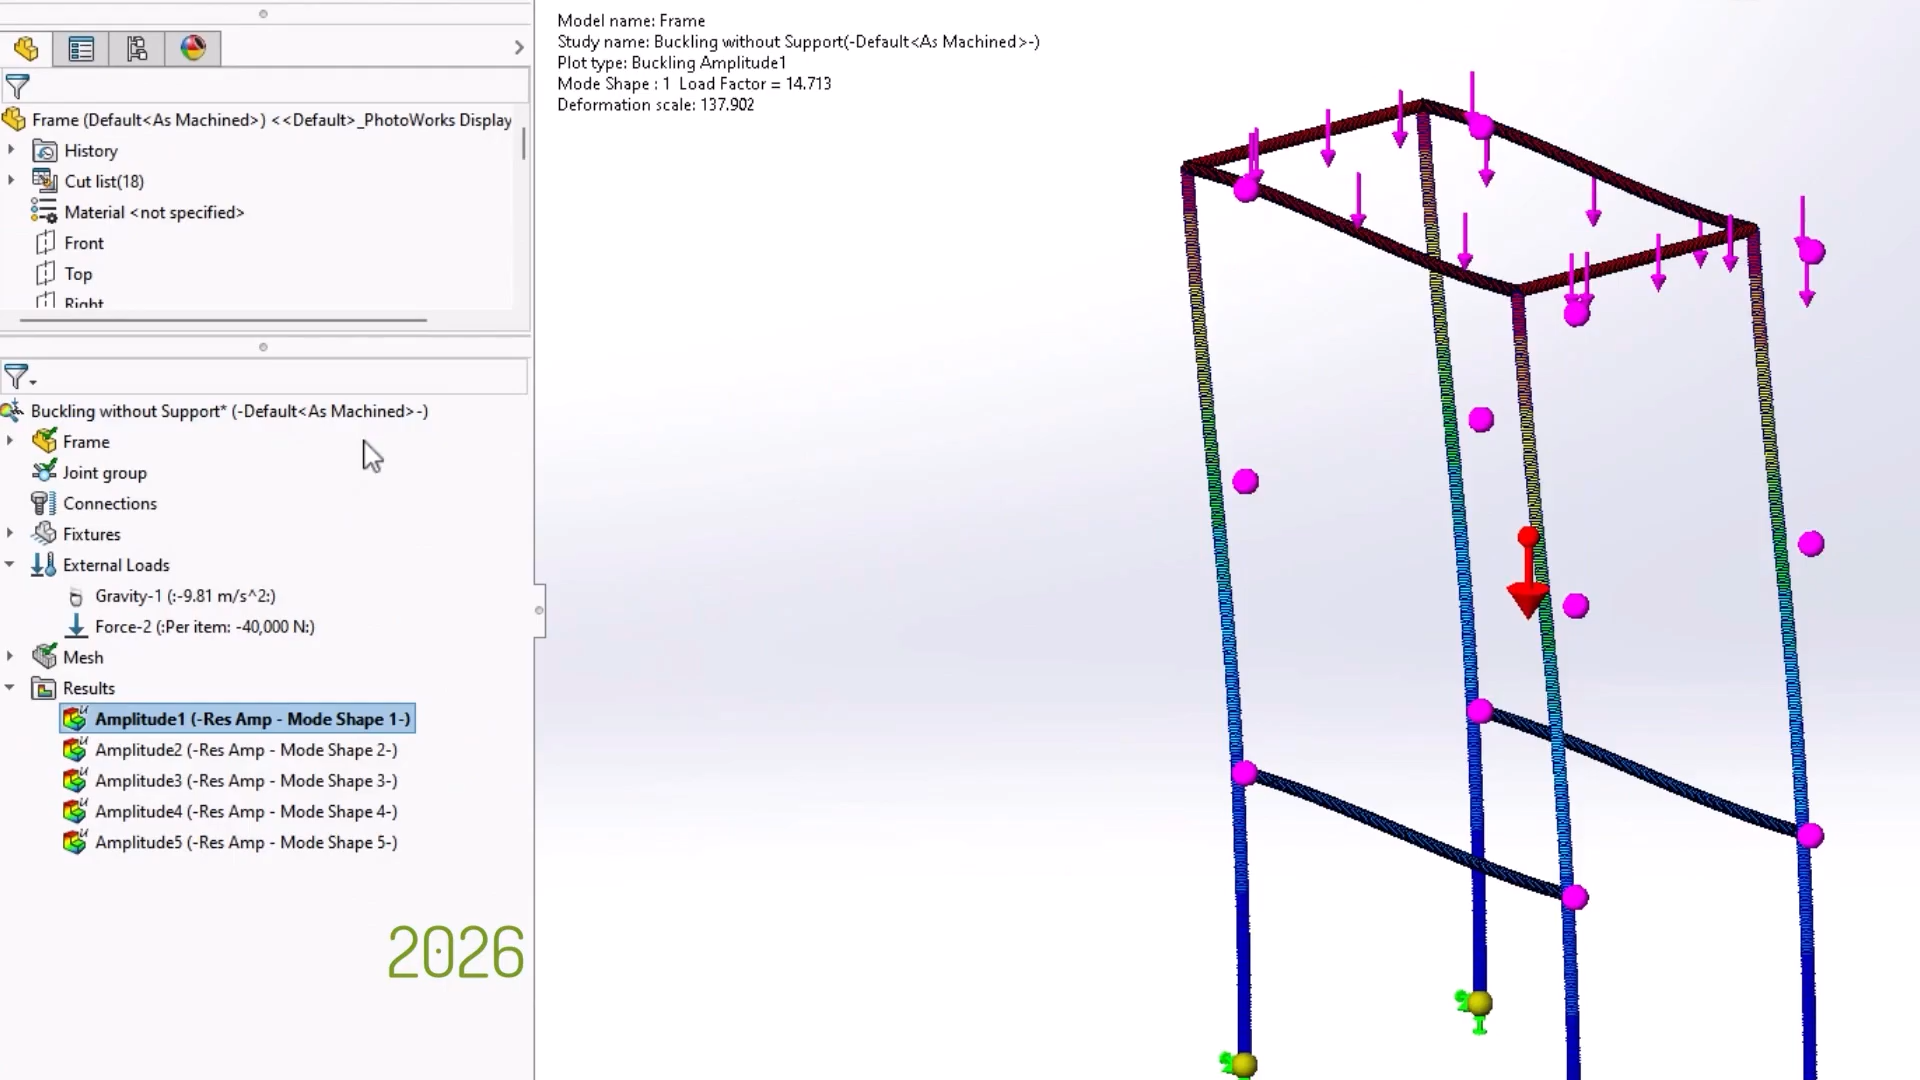 Model name: Frame
Study name: Buckling without Support(-Default<As Machined>-)
Plot type: Buckling Amplitude1
Mode Shape : 1  Load Factor = 14.713
Deformation scale: 137.902
Frame (Default<As Machined>) <<Default>_PhotoWorks Display
History
Cut list(18)
Material <not specified>
Front
Top
Right
Buckling without Support* (-Default<As Machined>-)
Frame
Joint group
Connections
Fixtures
External Loads
Gravity-1 (:-9.81 m/s^2:)
Force-2 (:Per item: -40,000 N:)
Mesh
Results
Amplitude1 (-Res Amp - Mode Shape 1-)
Amplitude2 (-Res Amp - Mode Shape 2-)
Amplitude3 (-Res Amp - Mode Shape 3-)
Amplitude4 (-Res Amp - Mode Shape 4-)
Amplitude5 (-Res Amp - Mode Shape 5-)
2026